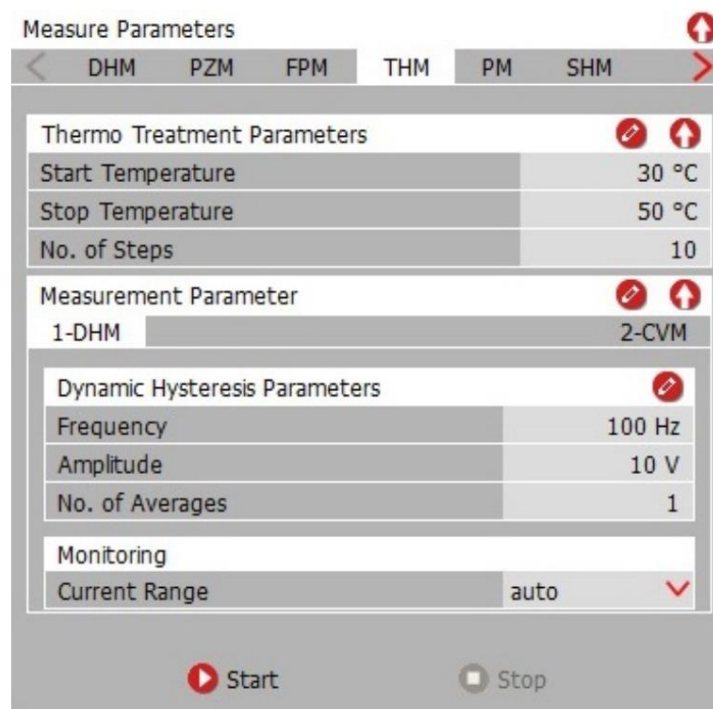 Measure Parameters
DHM PZM FPM THM PM SHM
Thermo Treatment Parameters
Start Temperature 30 °C
Stop Temperature 50 °C
No. of Steps 10
Measurement Parameter
1-DHM 2-CVM
Dynamic Hysteresis Parameters
Frequency 100 Hz
Amplitude 10 V
No. of Averages 1
Monitoring
Current Range auto
Start Stop